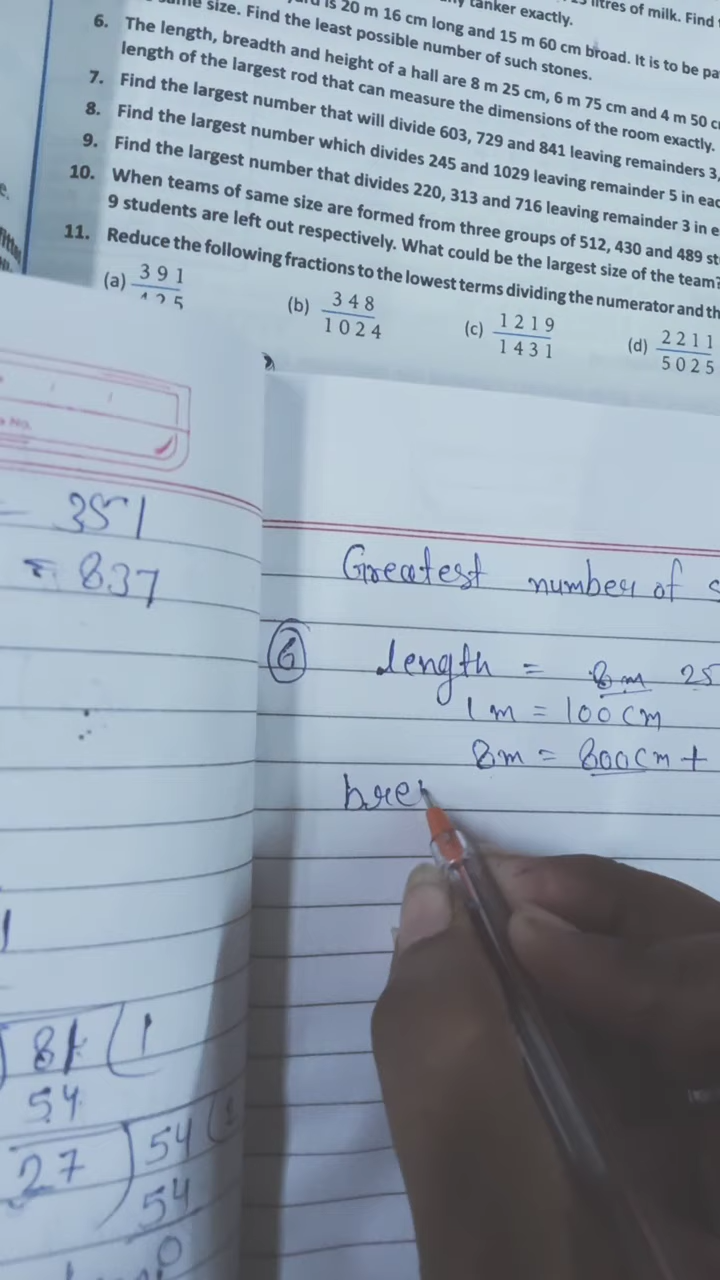 litres of milk. Find
tanker exactly.
is 20 m 16 cm long and 15 m 60 cm broad. It is to be
size. Find the least possible number of such stones.
6. The length, breadth and height of a hall are 8 m 25 cm, 6 m 75 cm and 4 m 50
length of the largest rod that can measure the dimensions of the room exactly.
7. Find the largest number that will divide 603, 729 and 841 leaving remainders 3,
8. Find the largest number which divides 245 and 1029 leaving remainder 5 in
9. Find the largest number that divides 220, 313 and 716 leaving remainder 3 in
10. When teams of same size are formed from three groups of 512, 430 and 489
9 students are left out respectively. What could be the largest size of the team?
11. Reduce the following fractions to the lowest terms dividing the numerator and
(a) 391
(b) 348
1024
(c) 1219
1431
(d) 2211
5025
No.
- 351
= 837
81 ( 1
54
27 ) 54 (
54
0
Greatest number of
6 length = 8m 25
1m = 100cm
8m = 800cm +
bre